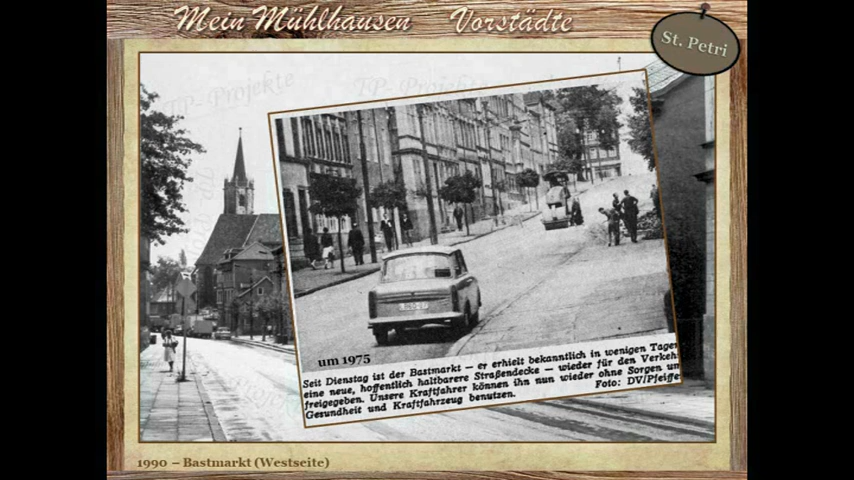 Mein Mühlhausen Vorstädte
St. Petri
TP-Projekte
TP-Projekte
um 1975
Seit Dienstag ist der Bastmarkt — er erhielt bekanntlich in wenigen Tagen
eine neue, hoffentlich haltbarere Straßendecke — wieder für den Verkehr
freigegeben. Unsere Kraftfahrer können ihn nun wieder ohne Sorgen um
Gesundheit und Kraftfahrzeug benutzen. Foto: DV/Pfeiffer
1990 – Bastmarkt (Westseite)